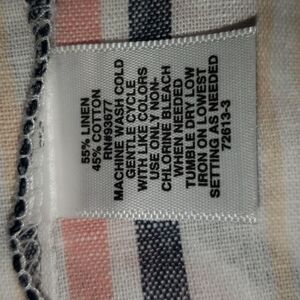 55% LINEN
45% COTTON
RN#93677
MACHINE WASH COLD
GENTLE CYCLE
WITH LIKE COLORS
USE ONLY NON-
CHLORINE BLEACH
WHEN NEEDED
TUMBLE DRY LOW
IRON ON LOWEST
SETTING AS NEEDED
72613-3